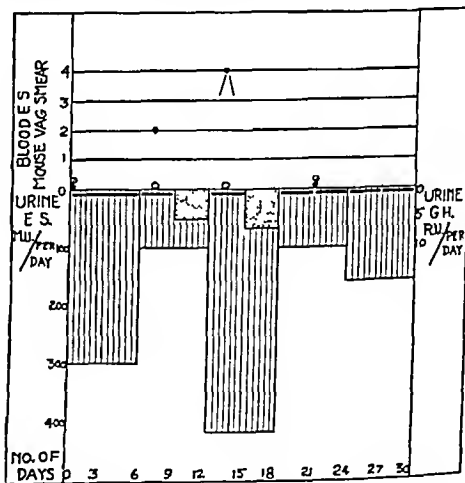 BLOOD E S
MOUSE VAG SMEAR
4
3
2
1
0
URINE
E S.
M.U./PER DAY
100
200
300
400
0
URINE
5 G H.
R.U./PER DAY
10
NO. OF
DAYS 0 3 6 9 12 15 18 21 24 27 30